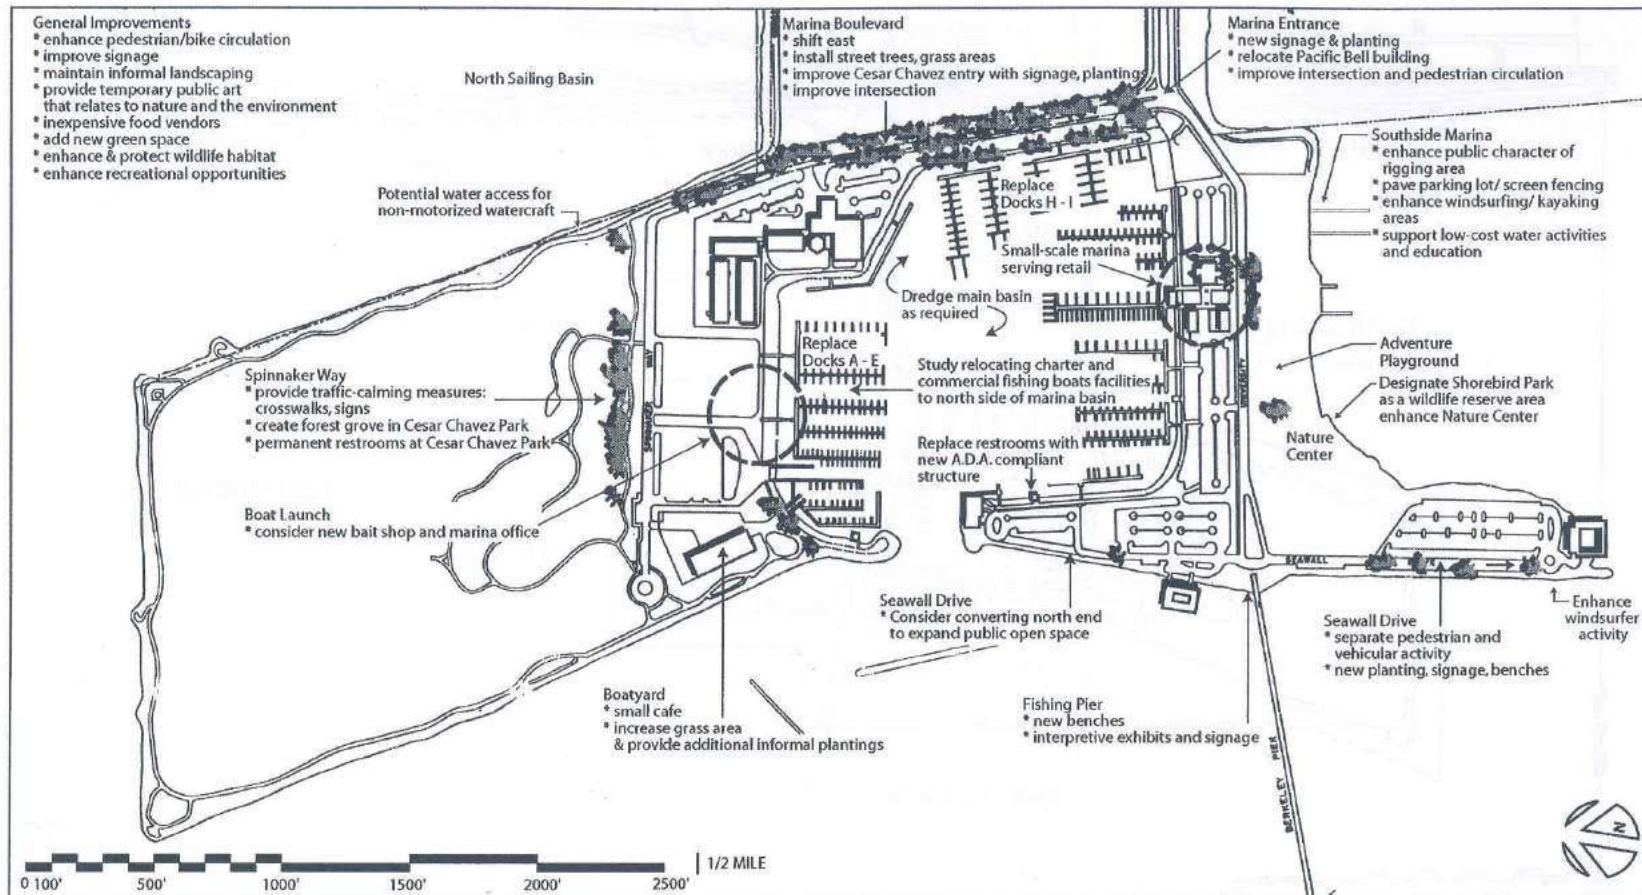 General Improvements
* enhance pedestrian/bike circulation
* improve signage
* maintain informal landscaping
* provide temporary public art
that relates to nature and the environment
* inexpensive food vendors
* add new green space
* enhance & protect wildlife habitat
* enhance recreational opportunities
North Sailing Basin
Marina Boulevard
* shift east
* install street trees, grass areas
* improve Cesar Chavez entry with signage, plantings
* improve intersection
Marina Entrance
* new signage & planting
* relocate Pacific Bell building
* improve intersection and pedestrian circulation
Southside Marina
* enhance public character of
rigging area
* pave parking lot/ screen fencing
* enhance windsurfing/ kayaking
areas
* support low-cost water activities
and education
Potential water access for
non-motorized watercraft
Replace
Docks H - I
Small-scale marina
serving retail
Dredge main basin
as required
Replace
Docks A - E
Study relocating charter and
commercial fishing boats facilities
to north side of marina basin
Adventure
Playground
Designate Shorebird Park
as a wildlife reserve area
enhance Nature Center
Nature
Center
Spinnaker Way
* provide traffic-calming measures:
crosswalks, signs
* create forest grove in Cesar Chavez Park
* permanent restrooms at Cesar Chavez Park
SPINNAKER WAY
UNIVERSITY
Replace restrooms with
new A.D.A. compliant
structure
Boat Launch
* consider new bait shop and marina office
SEAWALL
Seawall Drive
* Consider converting north end
to expand public open space
Seawall Drive
* separate pedestrian and
vehicular activity
* new planting, signage, benches
Enhance
windsurfer
activity
Boatyard
* small cafe
* increase grass area
& provide additional informal plantings
Fishing Pier
* new benches
* interpretive exhibits and signage
BERKELEY PIER
N
1/2 MILE
0 100' 500' 1000' 1500' 2000' 2500'